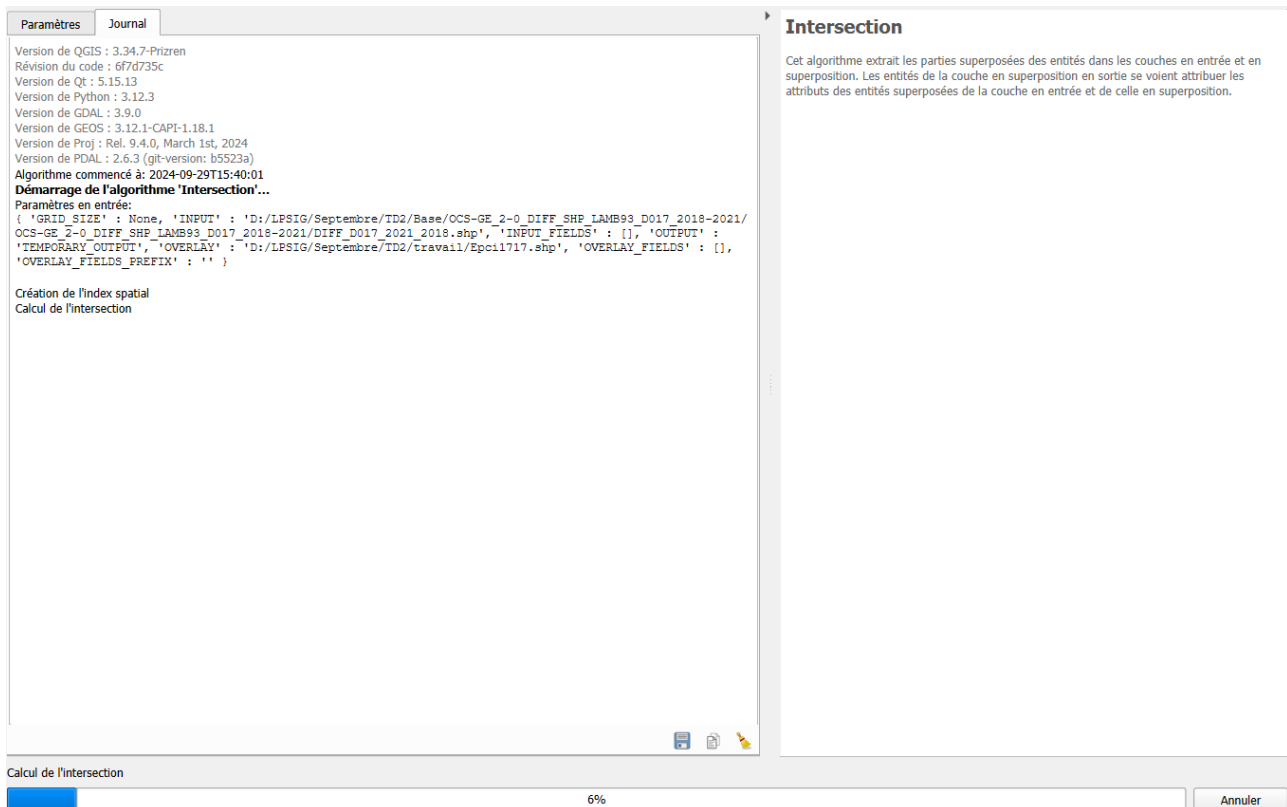 Paramètres
Journal
Version de QGIS : 3.34.7-Prizren
Révision du code : 6f7d735c
Version de Qt : 5.15.13
Version de Python : 3.12.3
Version de GDAL : 3.9.0
Version de GEOS : 3.12.1-CAPI-1.18.1
Version de Proj : Rel. 9.4.0, March 1st, 2024
Version de PDAL : 2.6.3 (git-version: b5523a)
Algorithme commencé à: 2024-09-29T15:40:01
Démarrage de l'algorithme 'Intersection'...
Paramètres en entrée:
{ 'GRID_SIZE' : None, 'INPUT' : 'D:/LPSIG/Septembre/TD2/Base/OCS-GE_2-0_DIFF_SHP_LAMB93_D017_2018-2021/
OCS-GE_2-0_DIFF_SHP_LAMB93_D017_2018-2021/DIFF_D017_2021_2018.shp', 'INPUT_FIELDS' : [], 'OUTPUT' :
'TEMPORARY_OUTPUT', 'OVERLAY' : 'D:/LPSIG/Septembre/TD2/travail/Epci1717.shp', 'OVERLAY_FIELDS' : [],
'OVERLAY_FIELDS_PREFIX' : '' }
Création de l'index spatial
Calcul de l'intersection
Intersection
Cet algorithme extrait les parties superposées des entités dans les couches en entrée et en
superposition. Les entités de la couche en superposition en sortie se voient attribuer les
attributs des entités superposées de la couche en entrée et de celle en superposition.
Calcul de l'intersection
6%
Annuler